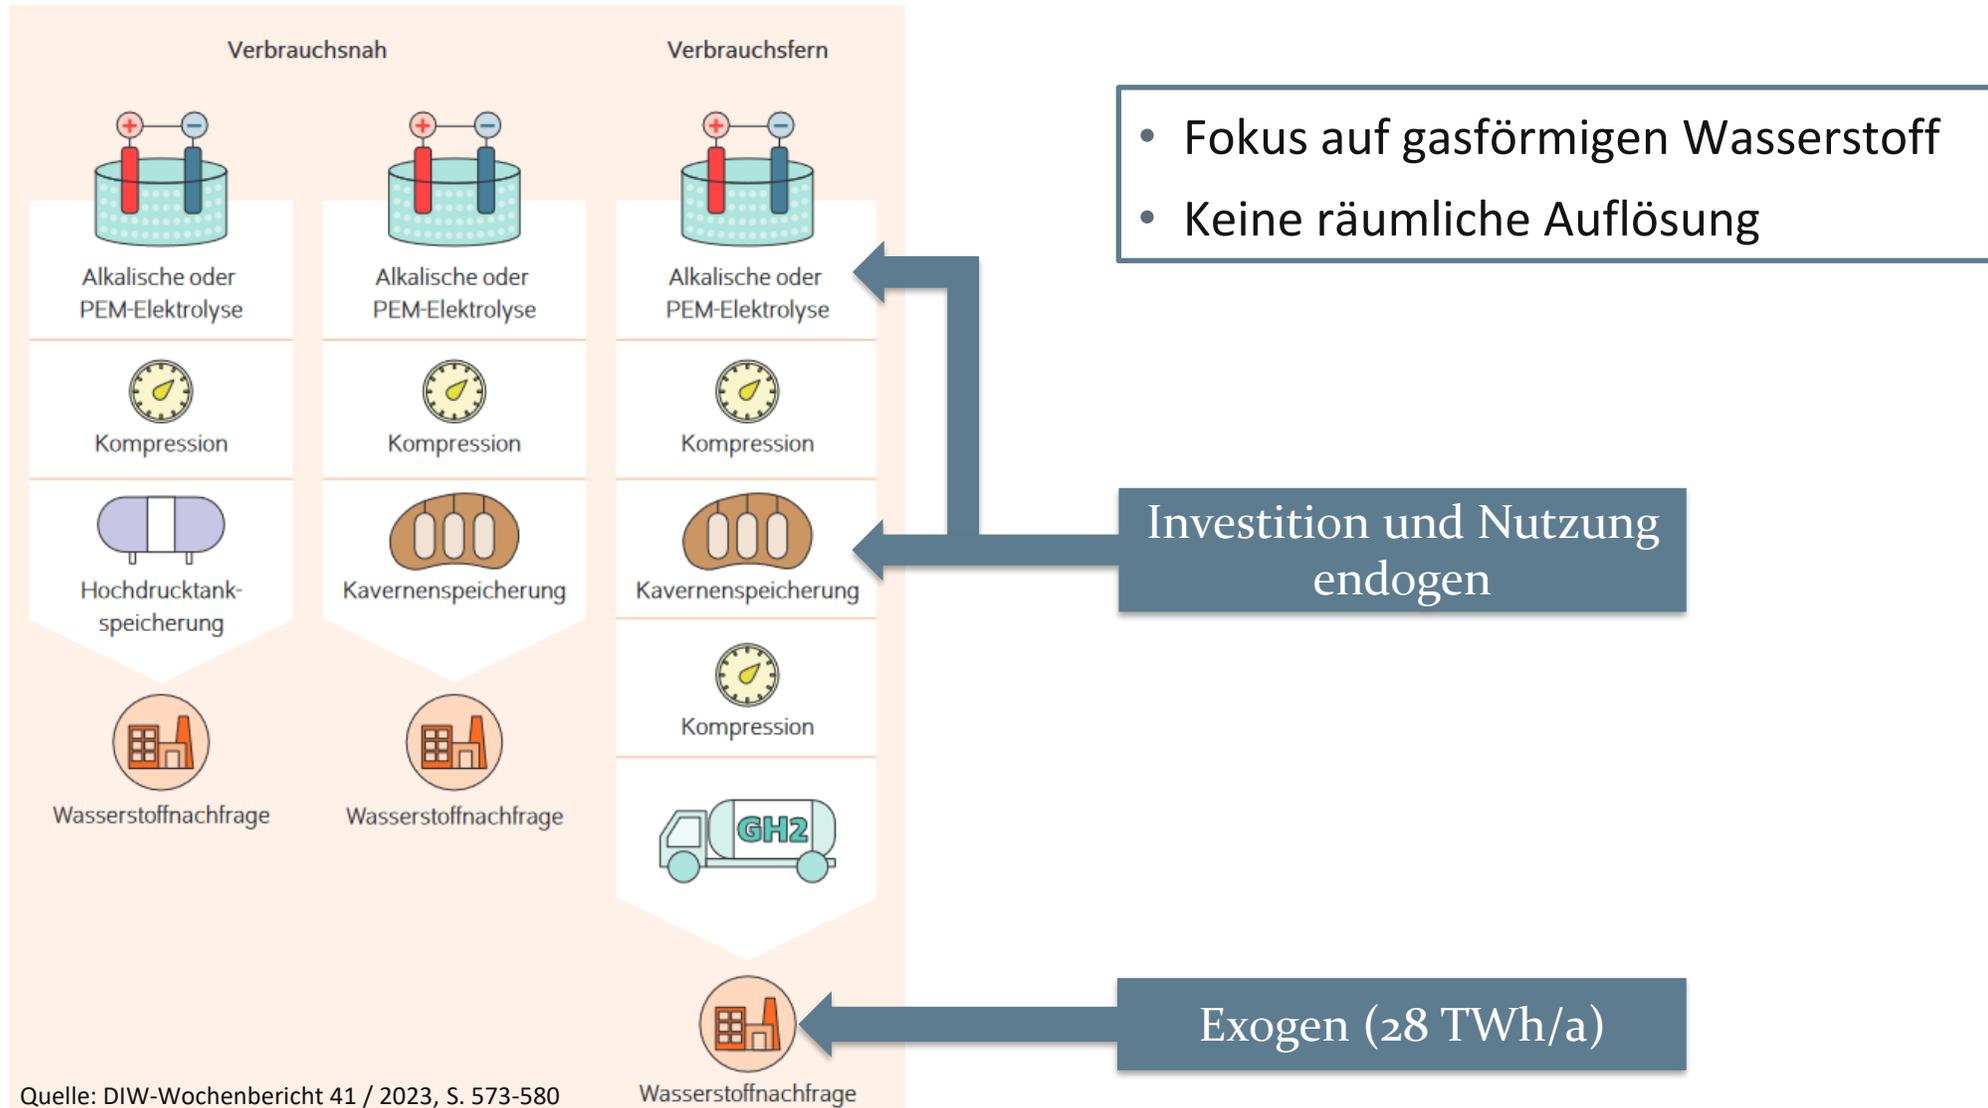 Verbrauchsnah
Verbrauchsfern
+
−
+
−
+
−
Alkalische oder
PEM-Elektrolyse
Alkalische oder
PEM-Elektrolyse
Alkalische oder
PEM-Elektrolyse
Kompression
Kompression
Kompression
Hochdrucktank-
speicherung
Kavernenspeicherung
Kavernenspeicherung
Kompression
Wasserstoffnachfrage
Wasserstoffnachfrage
GH2
Wasserstoffnachfrage
Quelle: DIW-Wochenbericht 41 / 2023, S. 573-580
• Fokus auf gasförmigen Wasserstoff
• Keine räumliche Auflösung
Investition und Nutzung
endogen
Exogen (28 TWh/a)